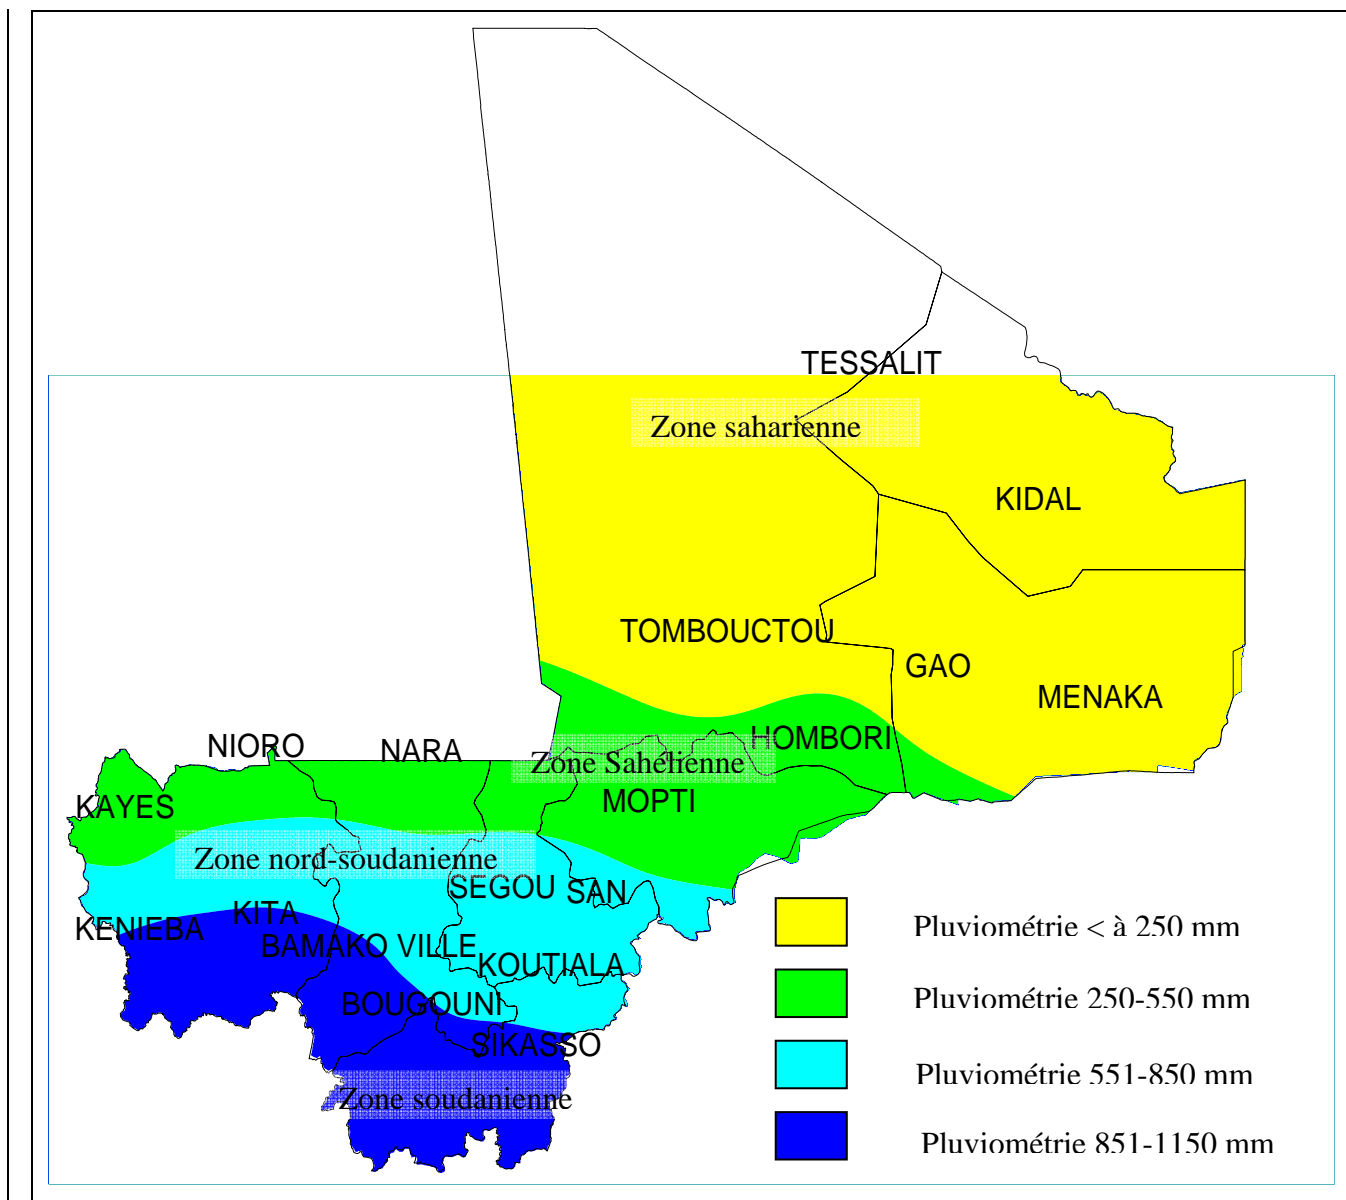 TESSALIT
Zone saharienne
KIDAL
TOMBOUCTOU
GAO
MENAKA
HOMBORI
NIORO
NARA
Zone Sahélienne
MOPTI
KAYES
Zone nord-soudanienne
SEGOU
SAN
KITA
KENIEBA
BAMAKO VILLE
KOUTIALA
BOUGOUNI
SIKASSO
Zone soudanienne
Pluviométrie < à 250 mm
Pluviométrie 250-550 mm
Pluviométrie 551-850 mm
Pluviométrie 851-1150 mm